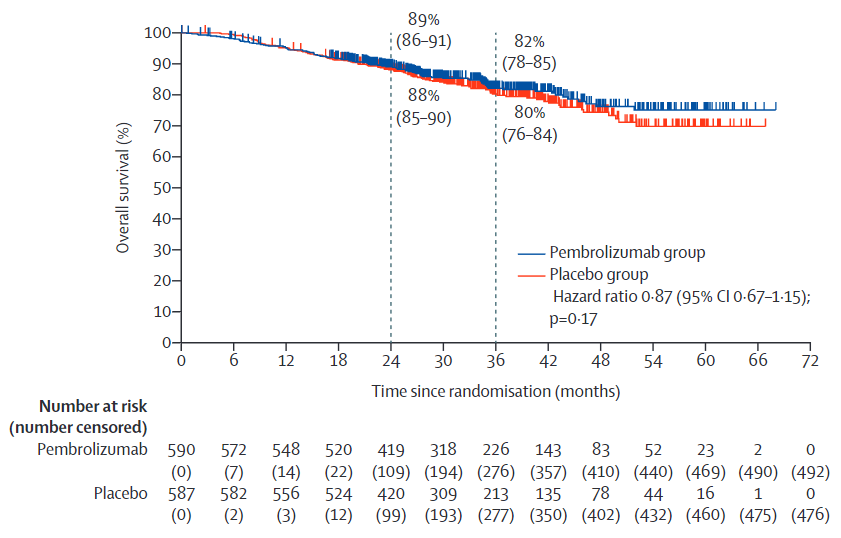 89%
(86–91)
82%
(78–85)
88%
(85–90)
80%
(76–84)
Overall survival (%)
100
90
80
70
60
50
40
30
20
10
0
Pembrolizumab group
Placebo group
Hazard ratio 0·87 (95% CI 0·67–1·15);
p=0·17
0 6 12 18 24 30 36 42 48 54 60 66 72
Time since randomisation (months)
Number at risk
(number censored)
Pembrolizumab 590 572 548 520 419 318 226 143 83 52 23 2 0
(0) (7) (14) (22) (109) (194) (276) (357) (410) (440) (469) (490) (492)
Placebo 587 582 556 524 420 309 213 135 78 44 16 1 0
(0) (2) (3) (12) (99) (193) (277) (350) (402) (432) (460) (475) (476)